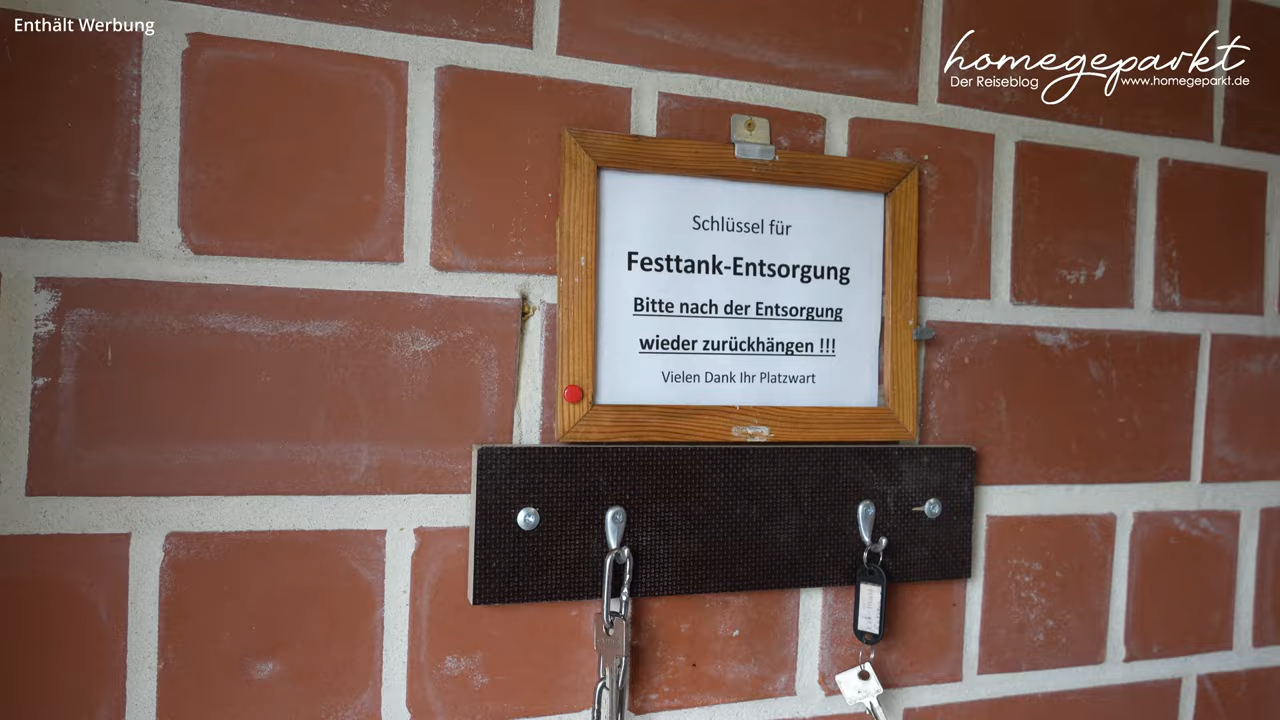 Enthält Werbung
homegeparkt
Der Reiseblog www.homegeparkt.de
Schlüssel für
Festtank-Entsorgung
Bitte nach der Entsorgung
wieder zurückhängen !!!
Vielen Dank Ihr Platzwart